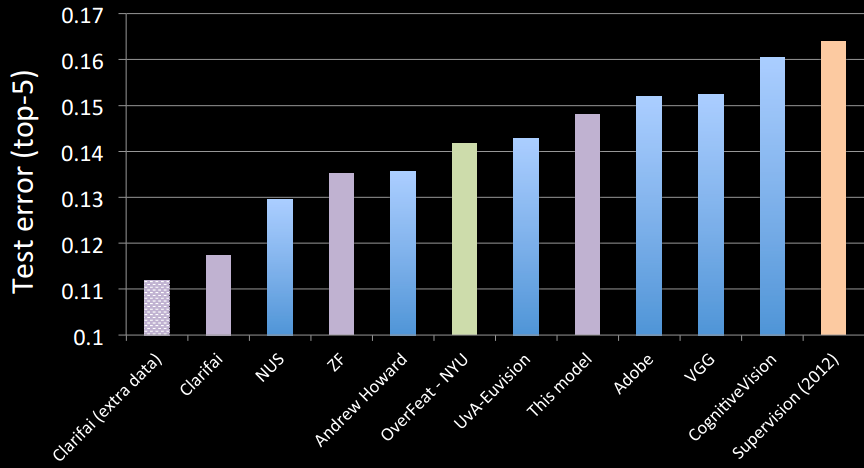 Test error (top-5)
0.17
0.16
0.15
0.14
0.13
0.12
0.11
0.1
Clarifai (extra data)
Clarifai
NUS
ZF
Andrew Howard
OverFeat - NYU
UvA-Euvision
This model
Adobe
VGG
CognitiveVision
Supervision (2012)